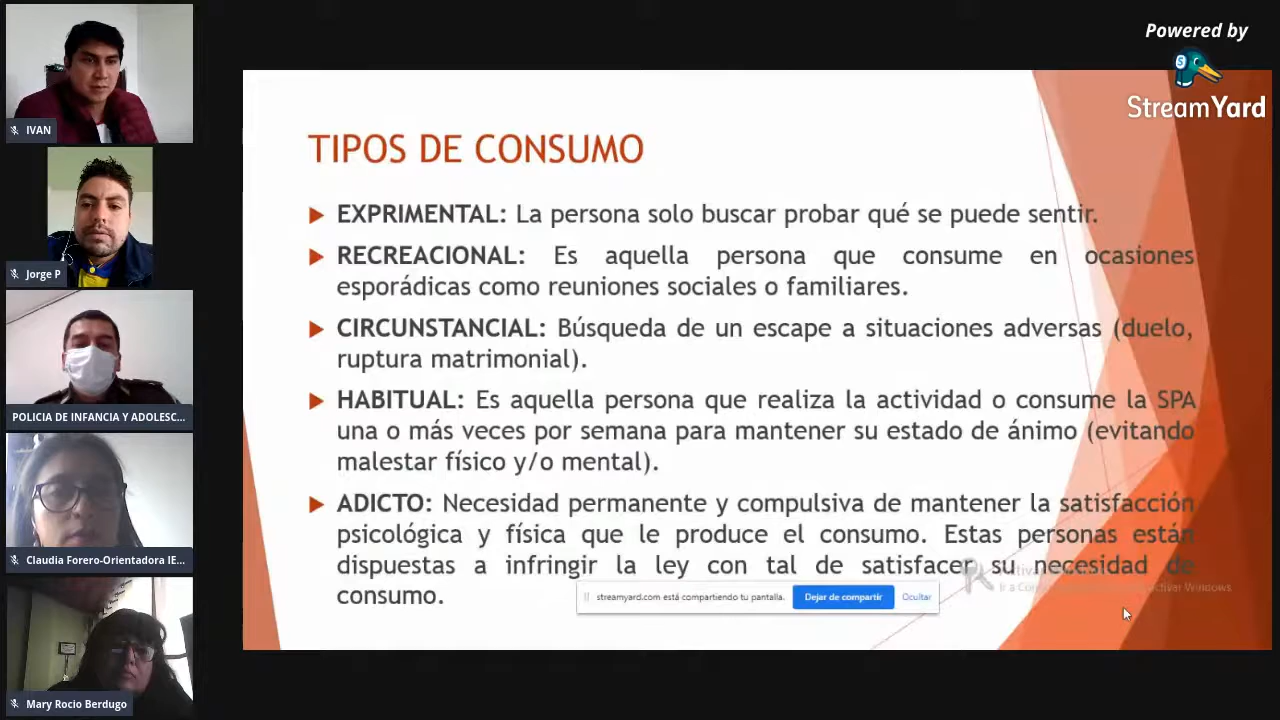 Powered by
StreamYard
IVAN
Jorge P
POLICIA DE INFANCIA Y ADOLESC...
Claudia Forero-Orientadora IE...
Mary Rocio Berdugo
TIPOS DE CONSUMO
EXPRIMENTAL: La persona solo buscar probar qué se puede sentir.
RECREACIONAL: Es aquella persona que consume en ocasiones
esporádicas como reuniones sociales o familiares.
CIRCUNSTANCIAL: Búsqueda de un escape a situaciones adversas (duelo,
ruptura matrimonial).
HABITUAL: Es aquella persona que realiza la actividad o consume la SPA
una o más veces por semana para mantener su estado de ánimo (evitando
malestar físico y/o mental).
ADICTO: Necesidad permanente y compulsiva de mantener la satisfacción
psicológica y física que le produce el consumo. Estas personas están
dispuestas a infringir la ley con tal de satisfacer su necesidad de
consumo.
streamyard.com está compartiendo tu pantalla.
Dejar de compartir
Ocultar